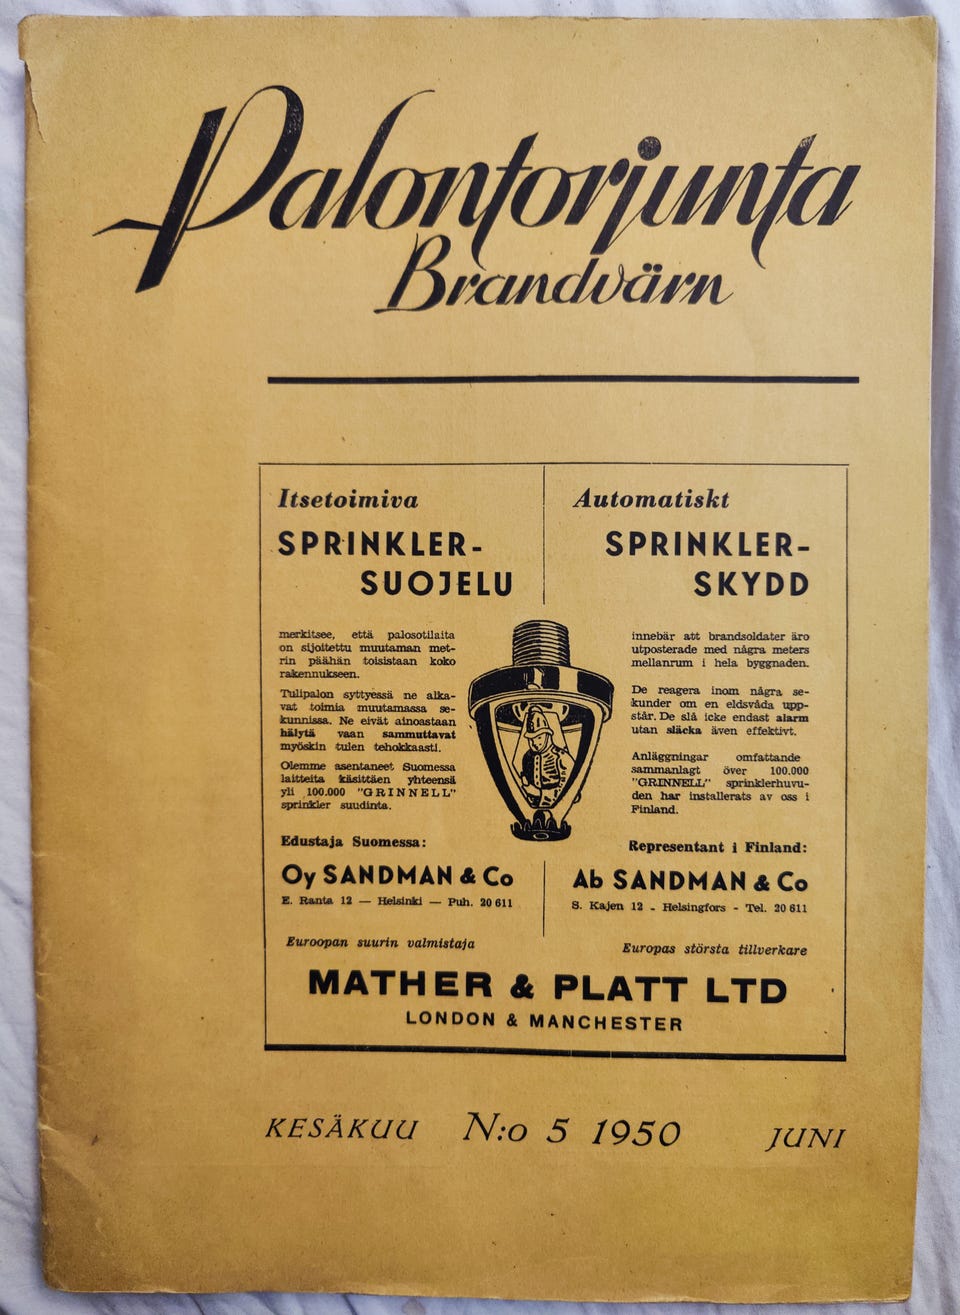 Palontorjunta
Brandvärn
Itsetoimiva
SPRINKLER-
SUOJELU
merkitsee, että palosotilaita
on sijoitettu muutaman met-
rin päähän toisistaan koko
rakennukseen.
Tulipalon syttyessä ne alka-
vat toimia muutamassa se-
kunnissa. Ne eivät ainoastaan
hälytä vaan sammuttavat
myöskin tulen tehokkaasti.
Olemme asentaneet Suomessa
laitteita käsittäen yhteensä
yli 100.000 "GRINNELL"
sprinkler suudinta.
Edustaja Suomessa:
Oy SANDMAN & Co
E. Ranta 12 — Helsinki — Puh. 20 611
Euroopan suurin valmistaja
Automatiskt
SPRINKLER-
SKYDD
innebär att brandsoldater äro
utposterade med några meters
mellanrum i hela byggnaden.
De reagera inom några se-
kunder om en eldsvåda upp-
står. De slå icke endast alarm
utan släcka även effektivt.
Anläggningar omfattande
sammanlagt över 100.000
"GRINNELL" sprinklerhuvu-
den har installerats av oss i
Finland.
Representant i Finland:
Ab SANDMAN & Co
S. Kajen 12 - Helsingfors - Tel. 20 611
Europas största tillverkare
MATHER & PLATT LTD
LONDON & MANCHESTER
KESÄKUU N:o 5 1950 JUNI